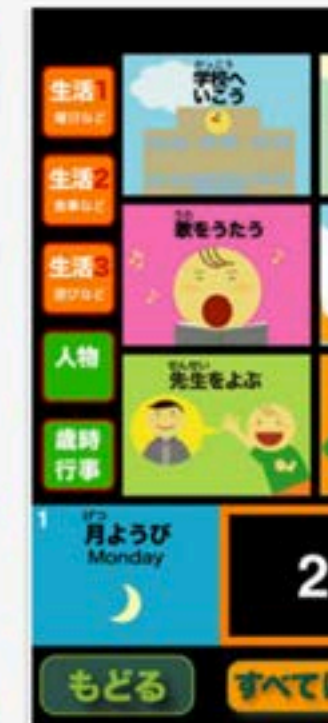 生活1
曜日など
生活2
食事など
生活3
遊びなど
人物
歳時
行事
がっこう
学校へ
いこう
うた
歌をうたう
せんせい
先生をよぶ
1
げつ
月ようび
Monday
2
もどる
すべて